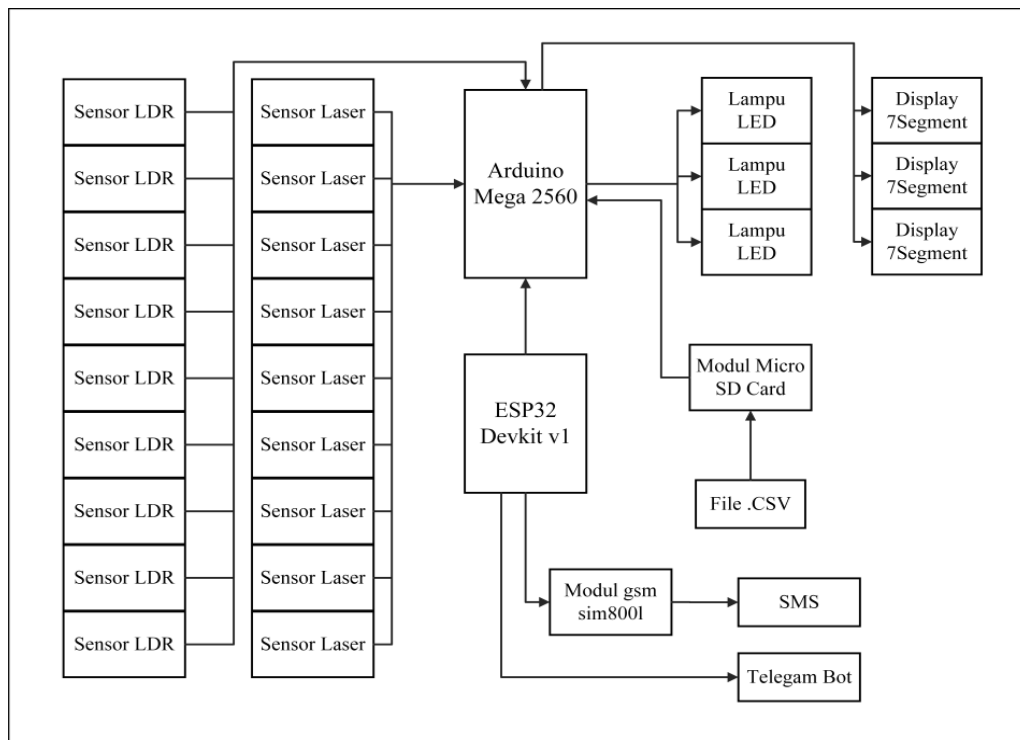 Sensor LDR
Sensor LDR
Sensor LDR
Sensor LDR
Sensor LDR
Sensor LDR
Sensor LDR
Sensor LDR
Sensor LDR
Sensor Laser
Sensor Laser
Sensor Laser
Sensor Laser
Sensor Laser
Sensor Laser
Sensor Laser
Sensor Laser
Sensor Laser
Arduino
Mega 2560
ESP32
Devkit v1
Lampu
LED
Lampu
LED
Lampu
LED
Display
7Segment
Display
7Segment
Display
7Segment
Modul Micro
SD Card
File .CSV
Modul gsm
sim800l
SMS
Telegam Bot